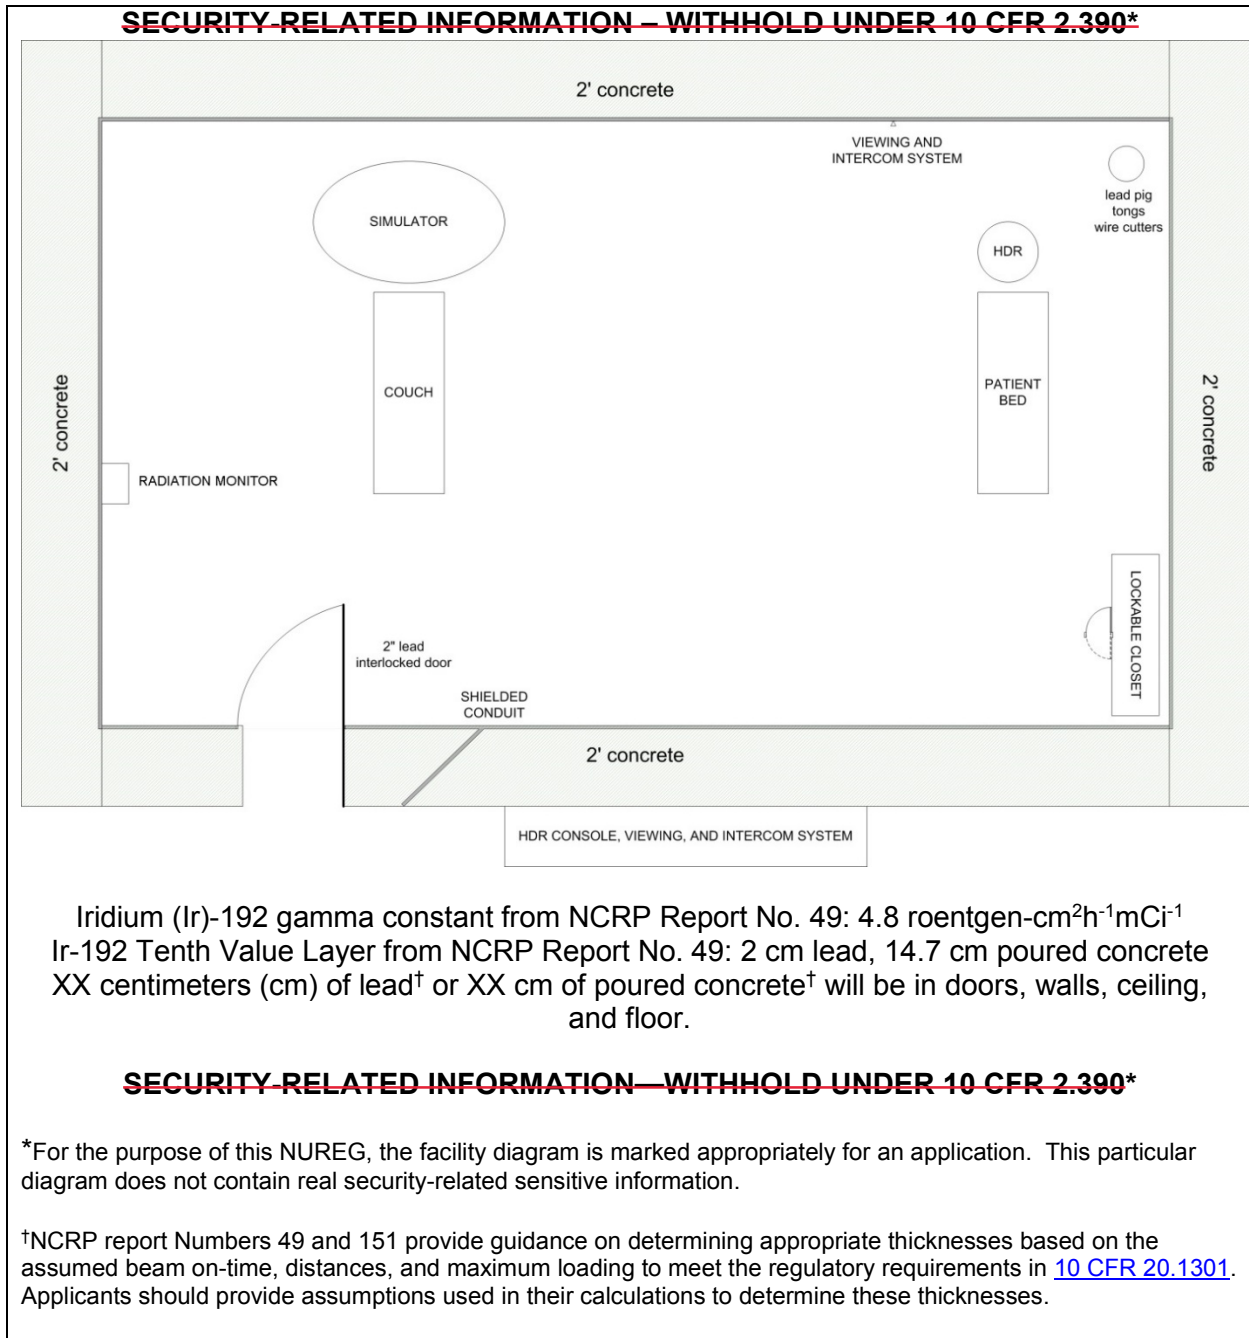 SECURITY-RELATED INFORMATION – WITHHOLD UNDER 10 CFR 2.390*
2' concrete
VIEWING AND
INTERCOM SYSTEM
lead pig
tongs
wire cutters
SIMULATOR
HDR
COUCH
PATIENT
BED
2' concrete
2' concrete
RADIATION MONITOR
LOCKABLE CLOSET
2" lead
interlocked door
SHIELDED
CONDUIT
2' concrete
HDR CONSOLE, VIEWING, AND INTERCOM SYSTEM
Iridium (Ir)-192 gamma constant from NCRP Report No. 49: 4.8 roentgen-cm²h⁻¹mCi⁻¹
Ir-192 Tenth Value Layer from NCRP Report No. 49: 2 cm lead, 14.7 cm poured concrete
XX centimeters (cm) of lead† or XX cm of poured concrete† will be in doors, walls, ceiling,
and floor.
SECURITY-RELATED INFORMATION—WITHHOLD UNDER 10 CFR 2.390*
*For the purpose of this NUREG, the facility diagram is marked appropriately for an application. This particular
diagram does not contain real security-related sensitive information.
†NCRP report Numbers 49 and 151 provide guidance on determining appropriate thicknesses based on the
assumed beam on-time, distances, and maximum loading to meet the regulatory requirements in 10 CFR 20.1301.
Applicants should provide assumptions used in their calculations to determine these thicknesses.